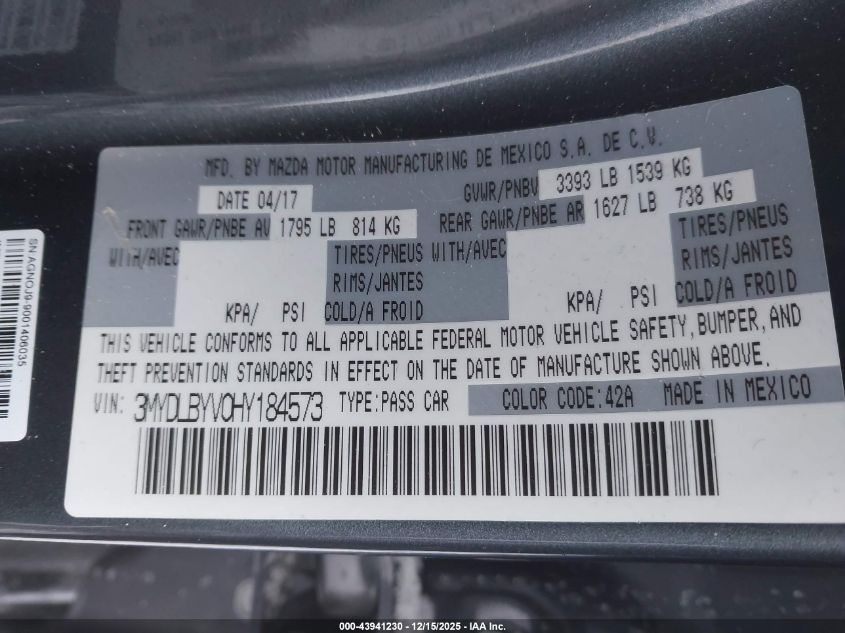 MFD. BY MAZDA MOTOR MANUFACTURING DE MEXICO S.A. DE C.V.
DATE 04/17 GVWR/PNBV 3393 LB 1539 KG
FRONT GAWR/PNBE AV 1795 LB 814 KG REAR GAWR/PNBE AR 1627 LB 738 KG
WITH/AVEC TIRES/PNEUS WITH/AVEC TIRES/PNEUS
RIMS/JANTES RIMS/JANTES
KPA/ PSI COLD/A FROID KPA/ PSI COLD/A FROID
THIS VEHICLE CONFORMS TO ALL APPLICABLE FEDERAL MOTOR VEHICLE SAFETY, BUMPER, AND
THEFT PREVENTION STANDARDS IN EFFECT ON THE DATE OF MANUFACTURE SHOWN ABOVE.
VIN: 3MYDLBYV0HY184573 TYPE:PASS CAR COLOR CODE:42A MADE IN MEXICO
SN AGNOJ9-9001406035
000-43941230 - 12/15/2025 - IAA Inc.